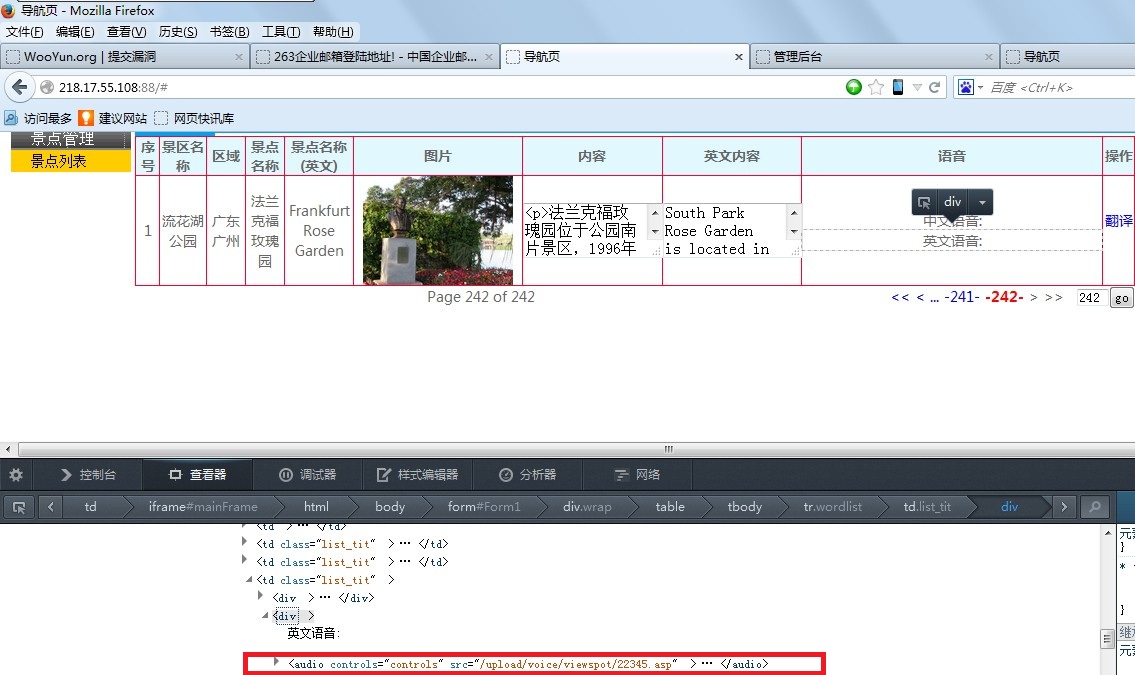 导航页 - Mozilla Firefox
文件(F) 编辑(E) 查看(V) 历史(S) 书签(B) 工具(T) 帮助(H)
WooYun.org | 提交漏洞 × 263企业邮箱登陆地址! - 中国企业邮... × 导航页 × 管理后台 × 导航页
218.17.55.108:88/# 百度 <Ctrl+K>
访问最多 建议网站 网页快讯库
景点管理
景点列表
序号 景区名称 区域 景点名称 景点名称(英文) 图片 内容 英文内容 语音 操作
1 流花湖公园 广东广州 法兰克福玫瑰园 Frankfurt Rose Garden
<p>法兰克福玫
瑰园位于公园南
片景区，1996年
South Park
Rose Garden
is located in
div
中文语音:
英文语音:
翻译
Page 242 of 242 << < ... -241- -242- > >> 242 go
控制台 查看器 调试器 样式编辑器 分析器 网络
td iframe#mainFrame html body form#Form1 div.wrap table tbody tr.wordlist td.list_tit div
<td > ··· </td>
<td class="list_tit" > ··· </td>
<td class="list_tit" > ··· </td>
<td class="list_tit" >
<div > ··· </div>
<div >
英文语音:
<audio controls="controls" src="/upload/voice/viewspot/22345.asp" > ··· </audio>
}
*
}